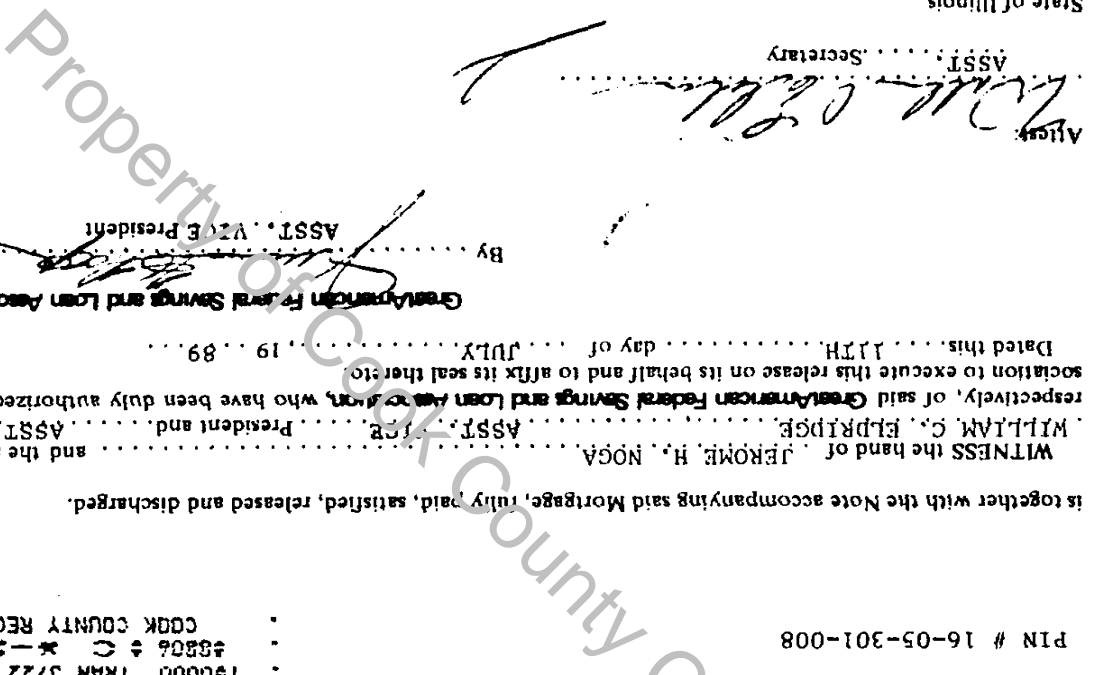 PIN # 16-05-301-008
COOK COUNTY
is together with the Note accompanying said Mortgage, fully paid, satisfied, released and discharged.
WITNESS the hand of JEROME H. NOGA and the
WILLIAM C. ELDRIDGE ASST. VICE President and ASST.
respectively, of said GreatAmerican Federal Savings and Loan Association, who have been duly authorized
sociation to execute this release on its behalf and to affix its seal thereto.
Dated this 11TH day of JULY, 19 89
GreatAmerican Federal Savings and Loan Asso
By
ASST. VICE President
Attest:
ASST. Secretary
State of Illinois
Property of Cook County C